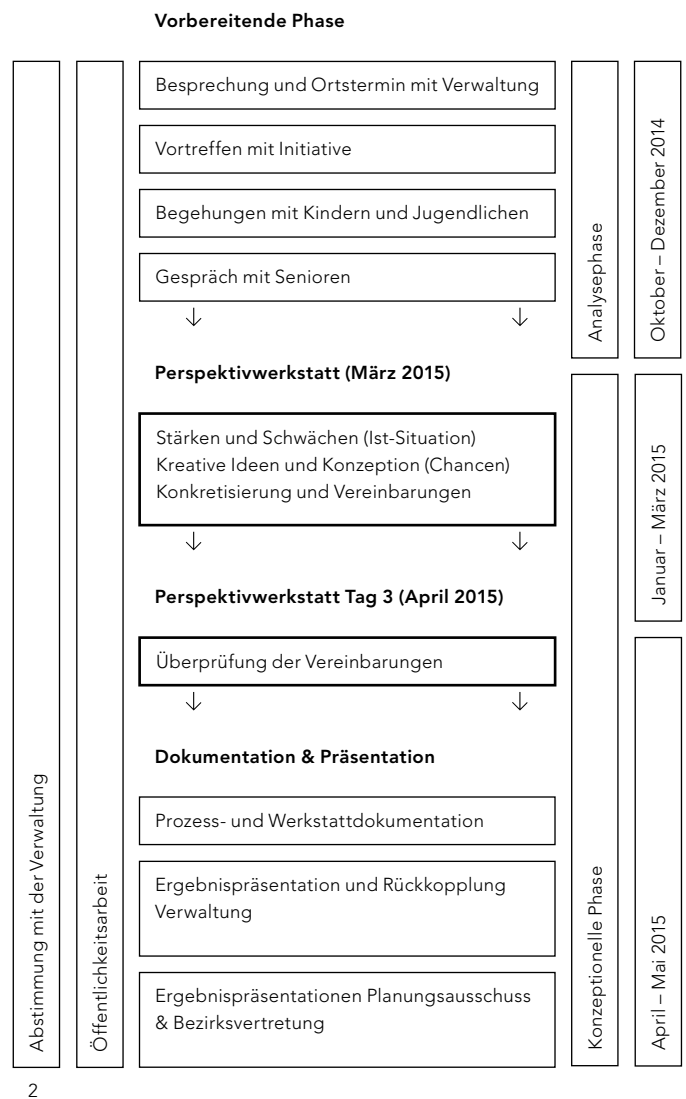 Vorbereitende Phase
Besprechung und Ortstermin mit Verwaltung
Vortreffen mit Initiative
Begehungen mit Kindern und Jugendlichen
Gespräch mit Senioren
Perspektivwerkstatt (März 2015)
Stärken und Schwächen (Ist-Situation)
Kreative Ideen und Konzeption (Chancen)
Konkretisierung und Vereinbarungen
Perspektivwerkstatt Tag 3 (April 2015)
Überprüfung der Vereinbarungen
Dokumentation & Präsentation
Prozess- und Werkstattdokumentation
Ergebnispräsentation und Rückkopplung
Verwaltung
Ergebnispräsentationen Planungsausschuss
& Bezirksvertretung
Abstimmung mit der Verwaltung
Öffentlichkeitsarbeit
Analysephase
Konzeptionelle Phase
Oktober – Dezember 2014
Januar – März 2015
April – Mai 2015
2